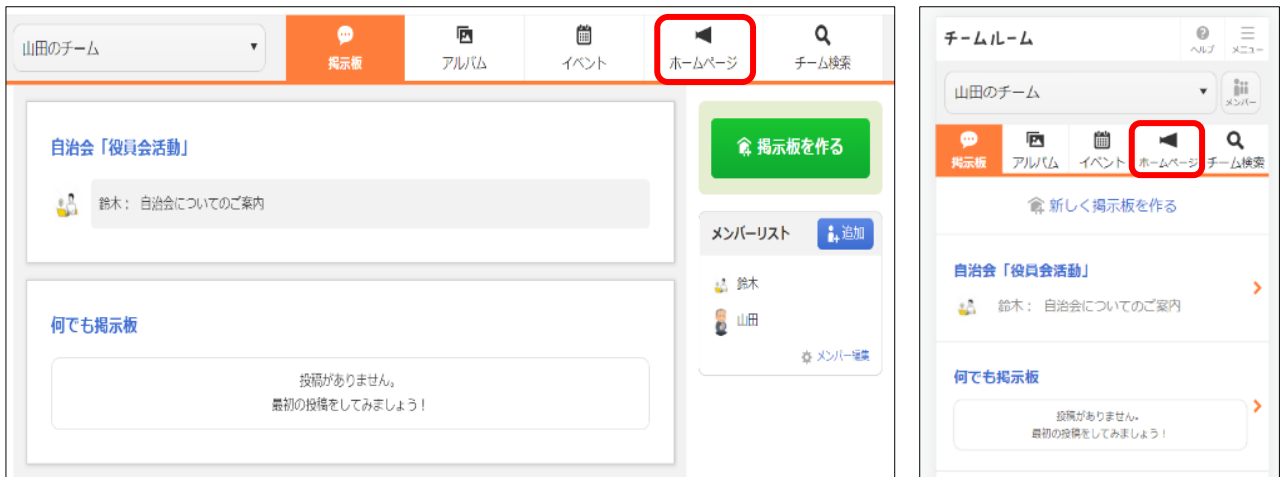 山田のチーム
掲示板
アルバム
イベント
ホームページ
チーム検索
自治会「役員会活動」
鈴木： 自治会についてのご案内
何でも掲示板
投稿がありません。
最初の投稿をしてみましょう！
掲示板を作る
メンバーリスト
追加
鈴木
山田
メンバー編集
チームルーム
ヘルプ
メニュー
山田のチーム
メンバー
掲示板
アルバム
イベント
ホームページ
チーム検索
新しく掲示板を作る
自治会「役員会活動」
鈴木： 自治会についてのご案内
何でも掲示板
投稿がありません。
最初の投稿をしてみましょう！